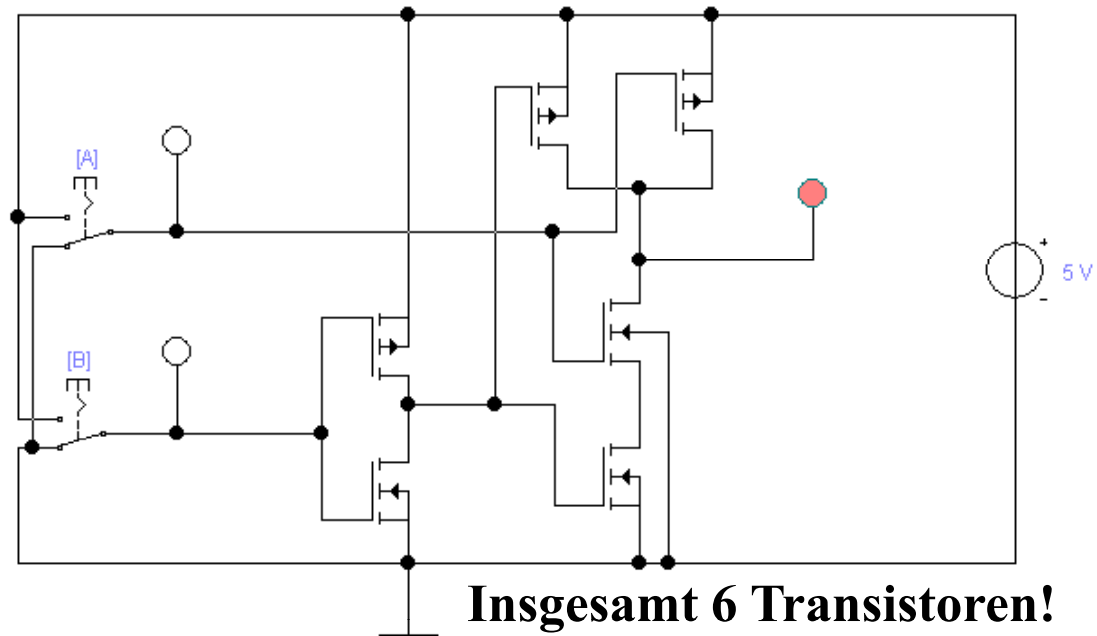 [A]
+
5 V
-
[B]
Insgesamt 6 Transistoren!